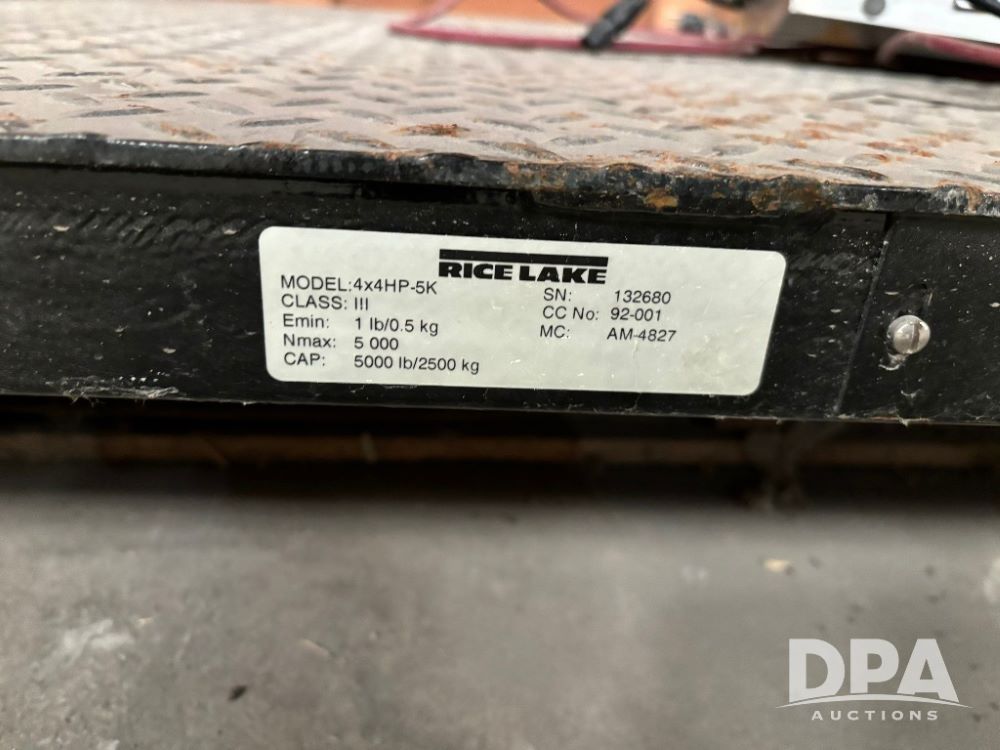 RICE LAKE
MODEL:4x4HP-5K
CLASS: III
Emin: 1 lb/0.5 kg
Nmax: 5 000
CAP: 5000 lb/2500 kg
SN: 132680
CC No: 92-001
MC: AM-4827
DPA
AUCTIONS